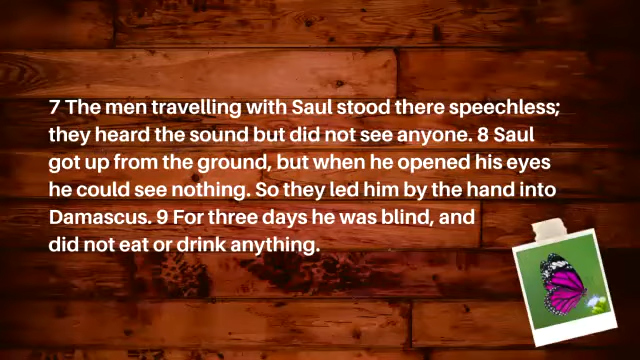 7 The men travelling with Saul stood there speechless;
they heard the sound but did not see anyone. 8 Saul
got up from the ground, but when he opened his eyes
he could see nothing. So they led him by the hand into
Damascus. 9 For three days he was blind, and
did not eat or drink anything.